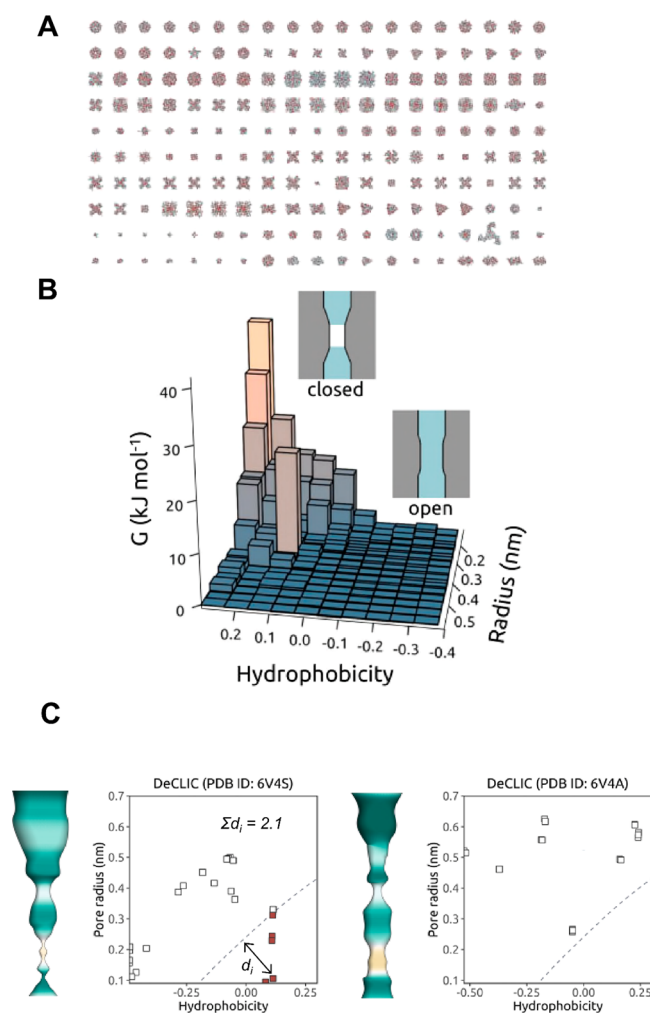 A
B
closed
open
40
30
20
10
0
G (kJ mol⁻¹)
0.2
0.1
0.0
-0.1
-0.2
-0.3
-0.4
Hydrophobicity
0.2
0.3
0.4
0.5
Radius (nm)
C
DeCLIC (PDB ID: 6V4S)
Σdᵢ = 2.1
dᵢ
0.7
0.6
0.5
0.4
0.3
0.2
0.1
Pore radius (nm)
-0.25 0.00 0.25
Hydrophobicity
DeCLIC (PDB ID: 6V4A)
0.7
0.6
0.5
0.4
0.3
0.2
0.1
Pore radius (nm)
-0.50 -0.25 0.00 0.25
Hydrophobicity